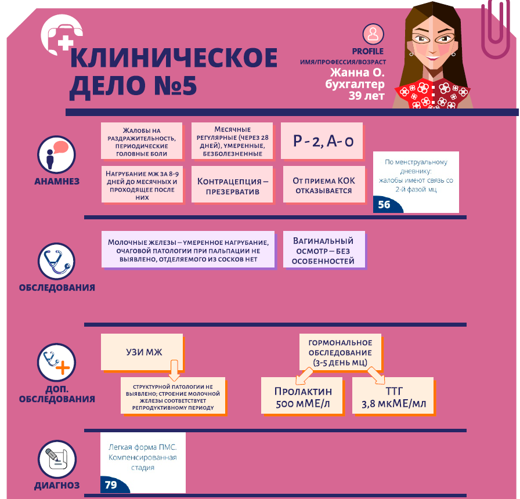 КЛИНИЧЕСКОЕ
ДЕЛО №5
PROFILE
ИМЯ/ПРОФЕССИЯ/ВОЗРАСТ
Жанна О.
бухгалтер
39 лет
АНАМНЕЗ
Жалобы на
раздражительность,
периодические
головные боли
Месячные
регулярные (через 28
дней), умеренные,
безболезненные
Р - 2, А- 0
Нагрубание мж за 8-9
дней до месячных и
проходящее после
них
Контрацепция –
презерватив
От приема КОК
отказывается
По менструальному
дневнику:
жалобы имеют связь со
2-й фазой мц
56
ОБСЛЕДОВАНИЯ
Молочные железы – умеренное нагрубание,
очаговой патологии при пальпации не
выявлено, отделяемого из сосков нет
Вагинальный
осмотр – без
особенностей
ДОП.
ОБСЛЕДОВАНИЯ
УЗИ МЖ
структурной патологии не
выявлено; строение молочной
железы соответствует
репродуктивному периоду
гормональное
обследование
(3-5 день мц)
Пролактин
500 мМЕ/л
ТТГ
3,8 мкМЕ/мл
ДИАГНОЗ
Легкая форма ПМС.
Компенсированная
стадия
79